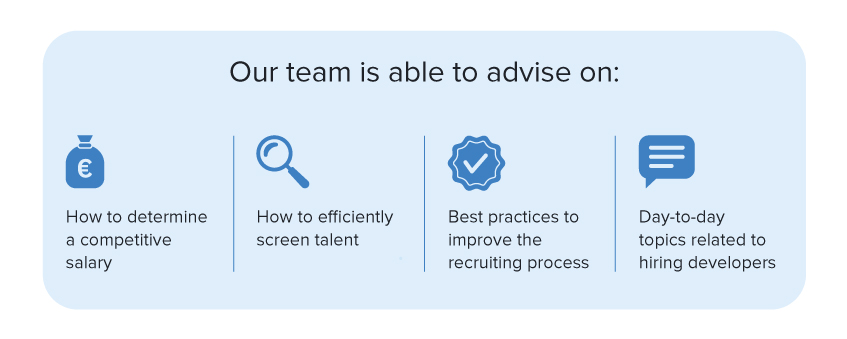 Our team is able to advise on:
€
How to determine
a competitive
salary
How to efficiently
screen talent
Best practices to
improve the
recruiting process
Day-to-day
topics related to
hiring developers